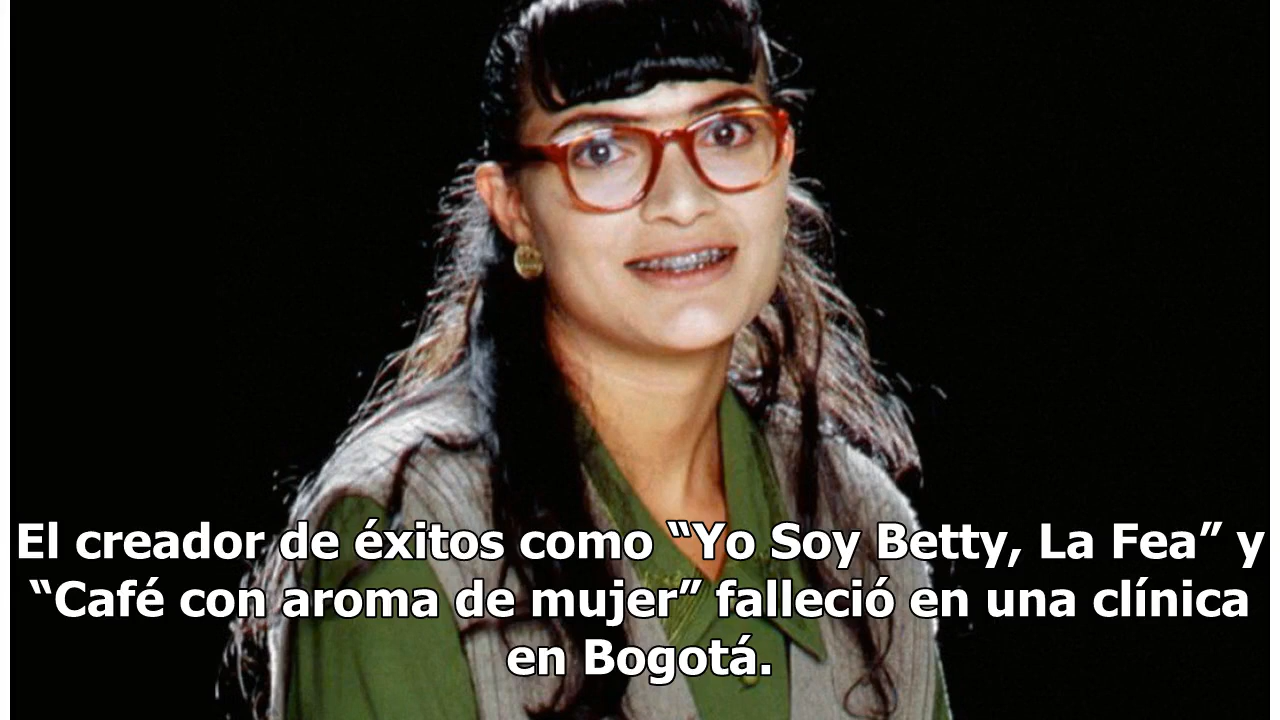 El creador de éxitos como “Yo Soy Betty, La Fea” y
“Café con aroma de mujer” falleció en una clínica
en Bogotá.